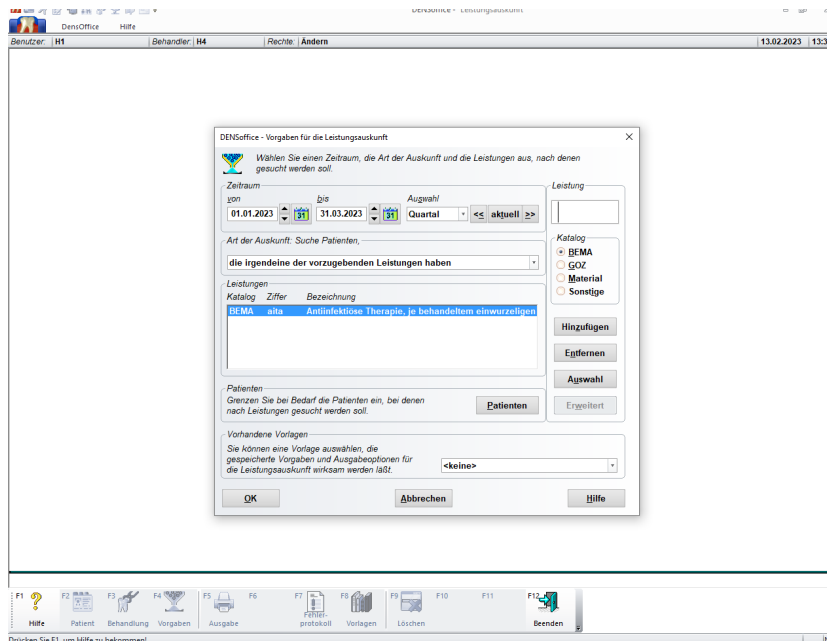 DENSoffice - Leistungsauskunft
DensOffice Hilfe
Benutzer: H1 Behandler: H4 Rechte: Ändern 13.02.2023 13:3
DENSoffice - Vorgaben für die Leistungsauskunft
Wählen Sie einen Zeitraum, die Art der Auskunft und die Leistungen aus, nach denen
gesucht werden soll.
Zeitraum
von bis Auswahl
01.01.2023 31 31.03.2023 31 Quartal << aktuell >>
Leistung
Art der Auskunft: Suche Patienten,
die irgendeine der vorzugebenden Leistungen haben
Katalog
BEMA
GOZ
Material
Sonstige
Leistungen
Katalog Ziffer Bezeichnung
BEMA aita Antiinfektiöse Therapie, je behandeltem einwurzeligen
Hinzufügen
Entfernen
Auswahl
Erweitert
Patienten
Grenzen Sie bei Bedarf die Patienten ein, bei denen
nach Leistungen gesucht werden soll.
Patienten
Vorhandene Vorlagen
Sie können eine Vorlage auswählen, die
gespeicherte Vorgaben und Ausgabeoptionen für
die Leistungsauskunft wirksam werden läßt.
<keine>
OK Abbrechen Hilfe
F1 F2 F3 F4 F5 F6 F7 F8 F9 F10 F11 F12
Hilfe Patient Behandlung Vorgaben Ausgabe Fehler-
protokoll Vorlagen Löschen Beenden
Drücken Sie F1, um Hilfe zu bekommen!